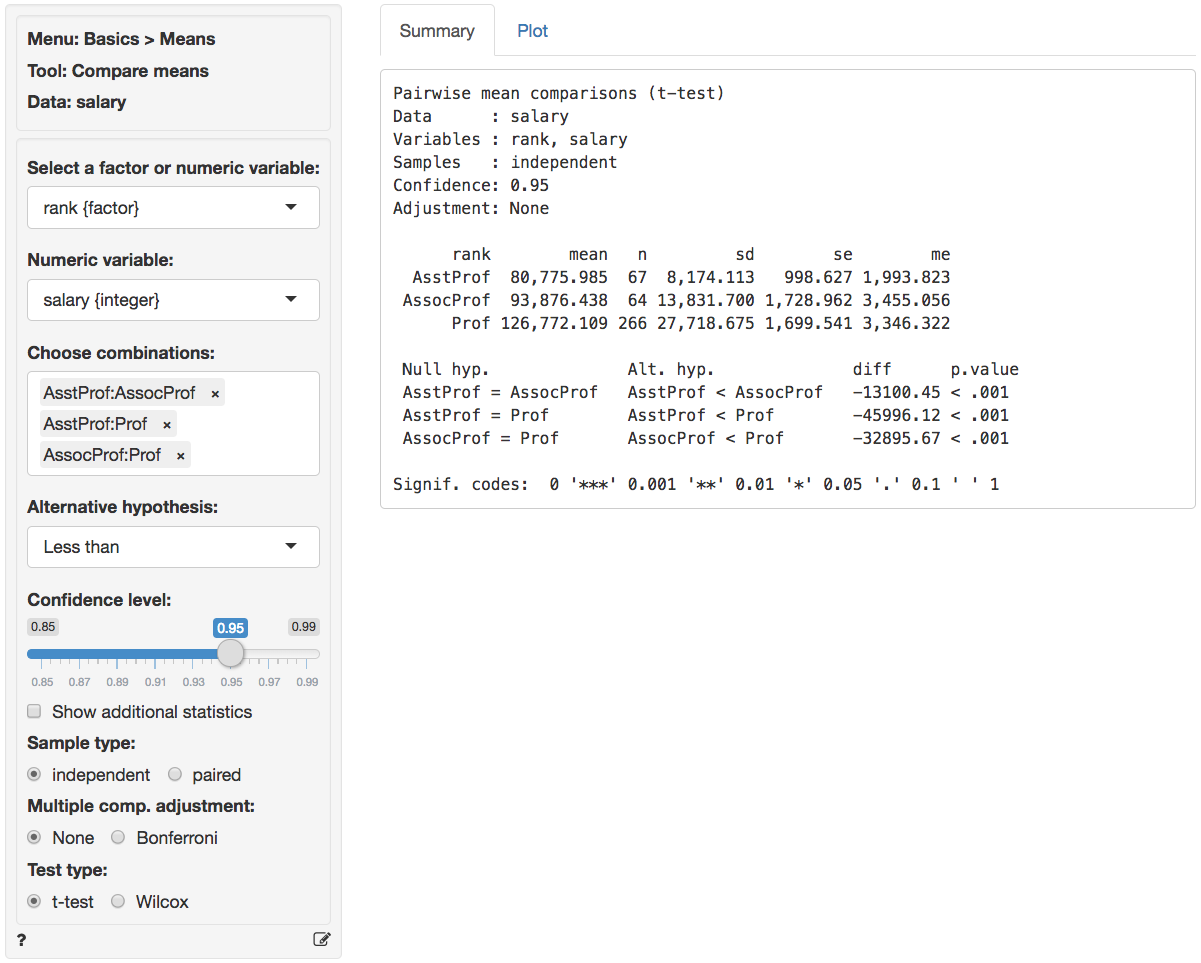 Menu: Basics > Means
Tool: Compare means
Data: salary
Select a factor or numeric variable:
rank {factor}
Numeric variable:
salary {integer}
Choose combinations:
AsstProf:AssocProf ×
AsstProf:Prof ×
AssocProf:Prof ×
Alternative hypothesis:
Less than
Confidence level:
0.85 0.95 0.99
0.85 0.87 0.89 0.91 0.93 0.95 0.97 0.99
Show additional statistics
Sample type:
independent paired
Multiple comp. adjustment:
None Bonferroni
Test type:
t-test Wilcox
?
Summary Plot
Pairwise mean comparisons (t-test)
Data      : salary
Variables : rank, salary
Samples   : independent
Confidence: 0.95
Adjustment: None
rank mean n sd se me
AsstProf 80,775.985 67 8,174.113 998.627 1,993.823
AssocProf 93,876.438 64 13,831.700 1,728.962 3,455.056
Prof 126,772.109 266 27,718.675 1,699.541 3,346.322
Null hyp. Alt. hyp. diff p.value
AsstProf = AssocProf AsstProf < AssocProf -13100.45 < .001
AsstProf = Prof AsstProf < Prof -45996.12 < .001
AssocProf = Prof AssocProf < Prof -32895.67 < .001
Signif. codes:  0 '***' 0.001 '**' 0.01 '*' 0.05 '.' 0.1 ' ' 1